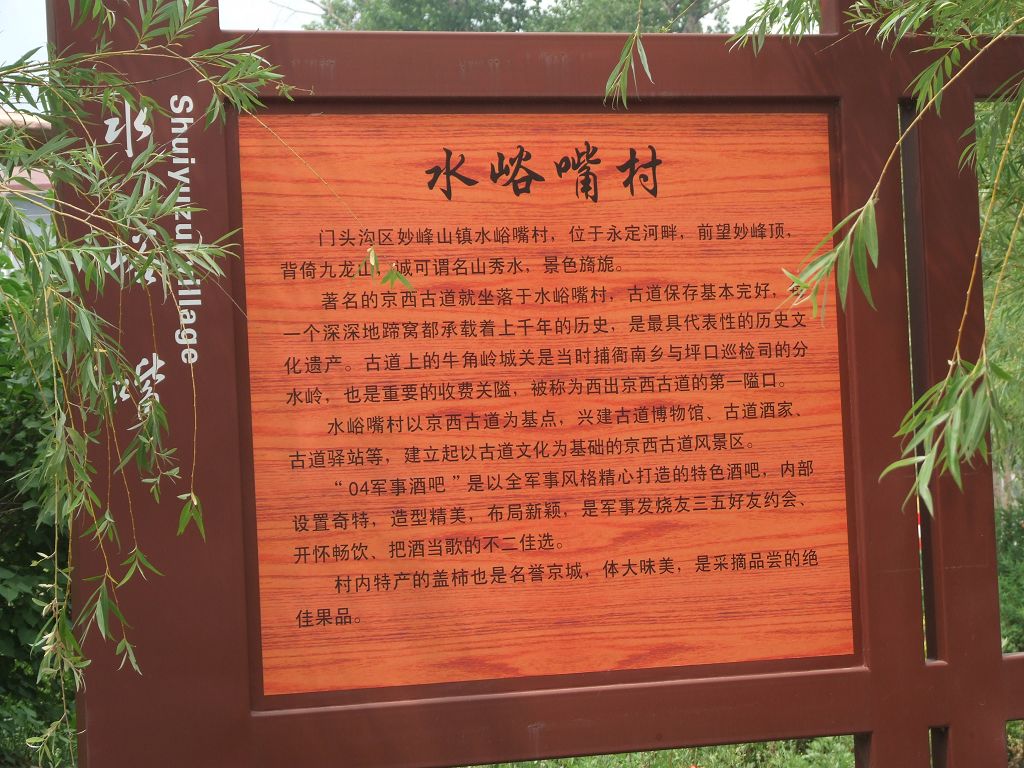 水峪嘴
Shuiyuzui Village
水峪嘴村
门头沟区妙峰山镇水峪嘴村，位于永定河畔，前望妙峰顶，
背倚九龙山，诚可谓名山秀水，景色旖旎。
著名的京西古道就坐落于水峪嘴村，古道保存基本完好，
一个深深地蹄窝都承载着上千年的历史，是最具代表性的历史文
化遗产。古道上的牛角岭城关是当时捕衙南乡与坪口巡检司的分
水岭，也是重要的收费关隘，被称为西出京西古道的第一隘口。
水峪嘴村以京西古道为基点，兴建古道博物馆、古道酒家、
古道驿站等，建立起以古道文化为基础的京西古道风景区。
“04军事酒吧”是以全军事风格精心打造的特色酒吧，内部
设置奇特，造型精美，布局新颖，是军事发烧友三五好友约会、
开怀畅饮、把酒当歌的不二佳选。
村内特产的盖柿也是名誉京城，体大味美，是采摘品尝的绝
佳果品。